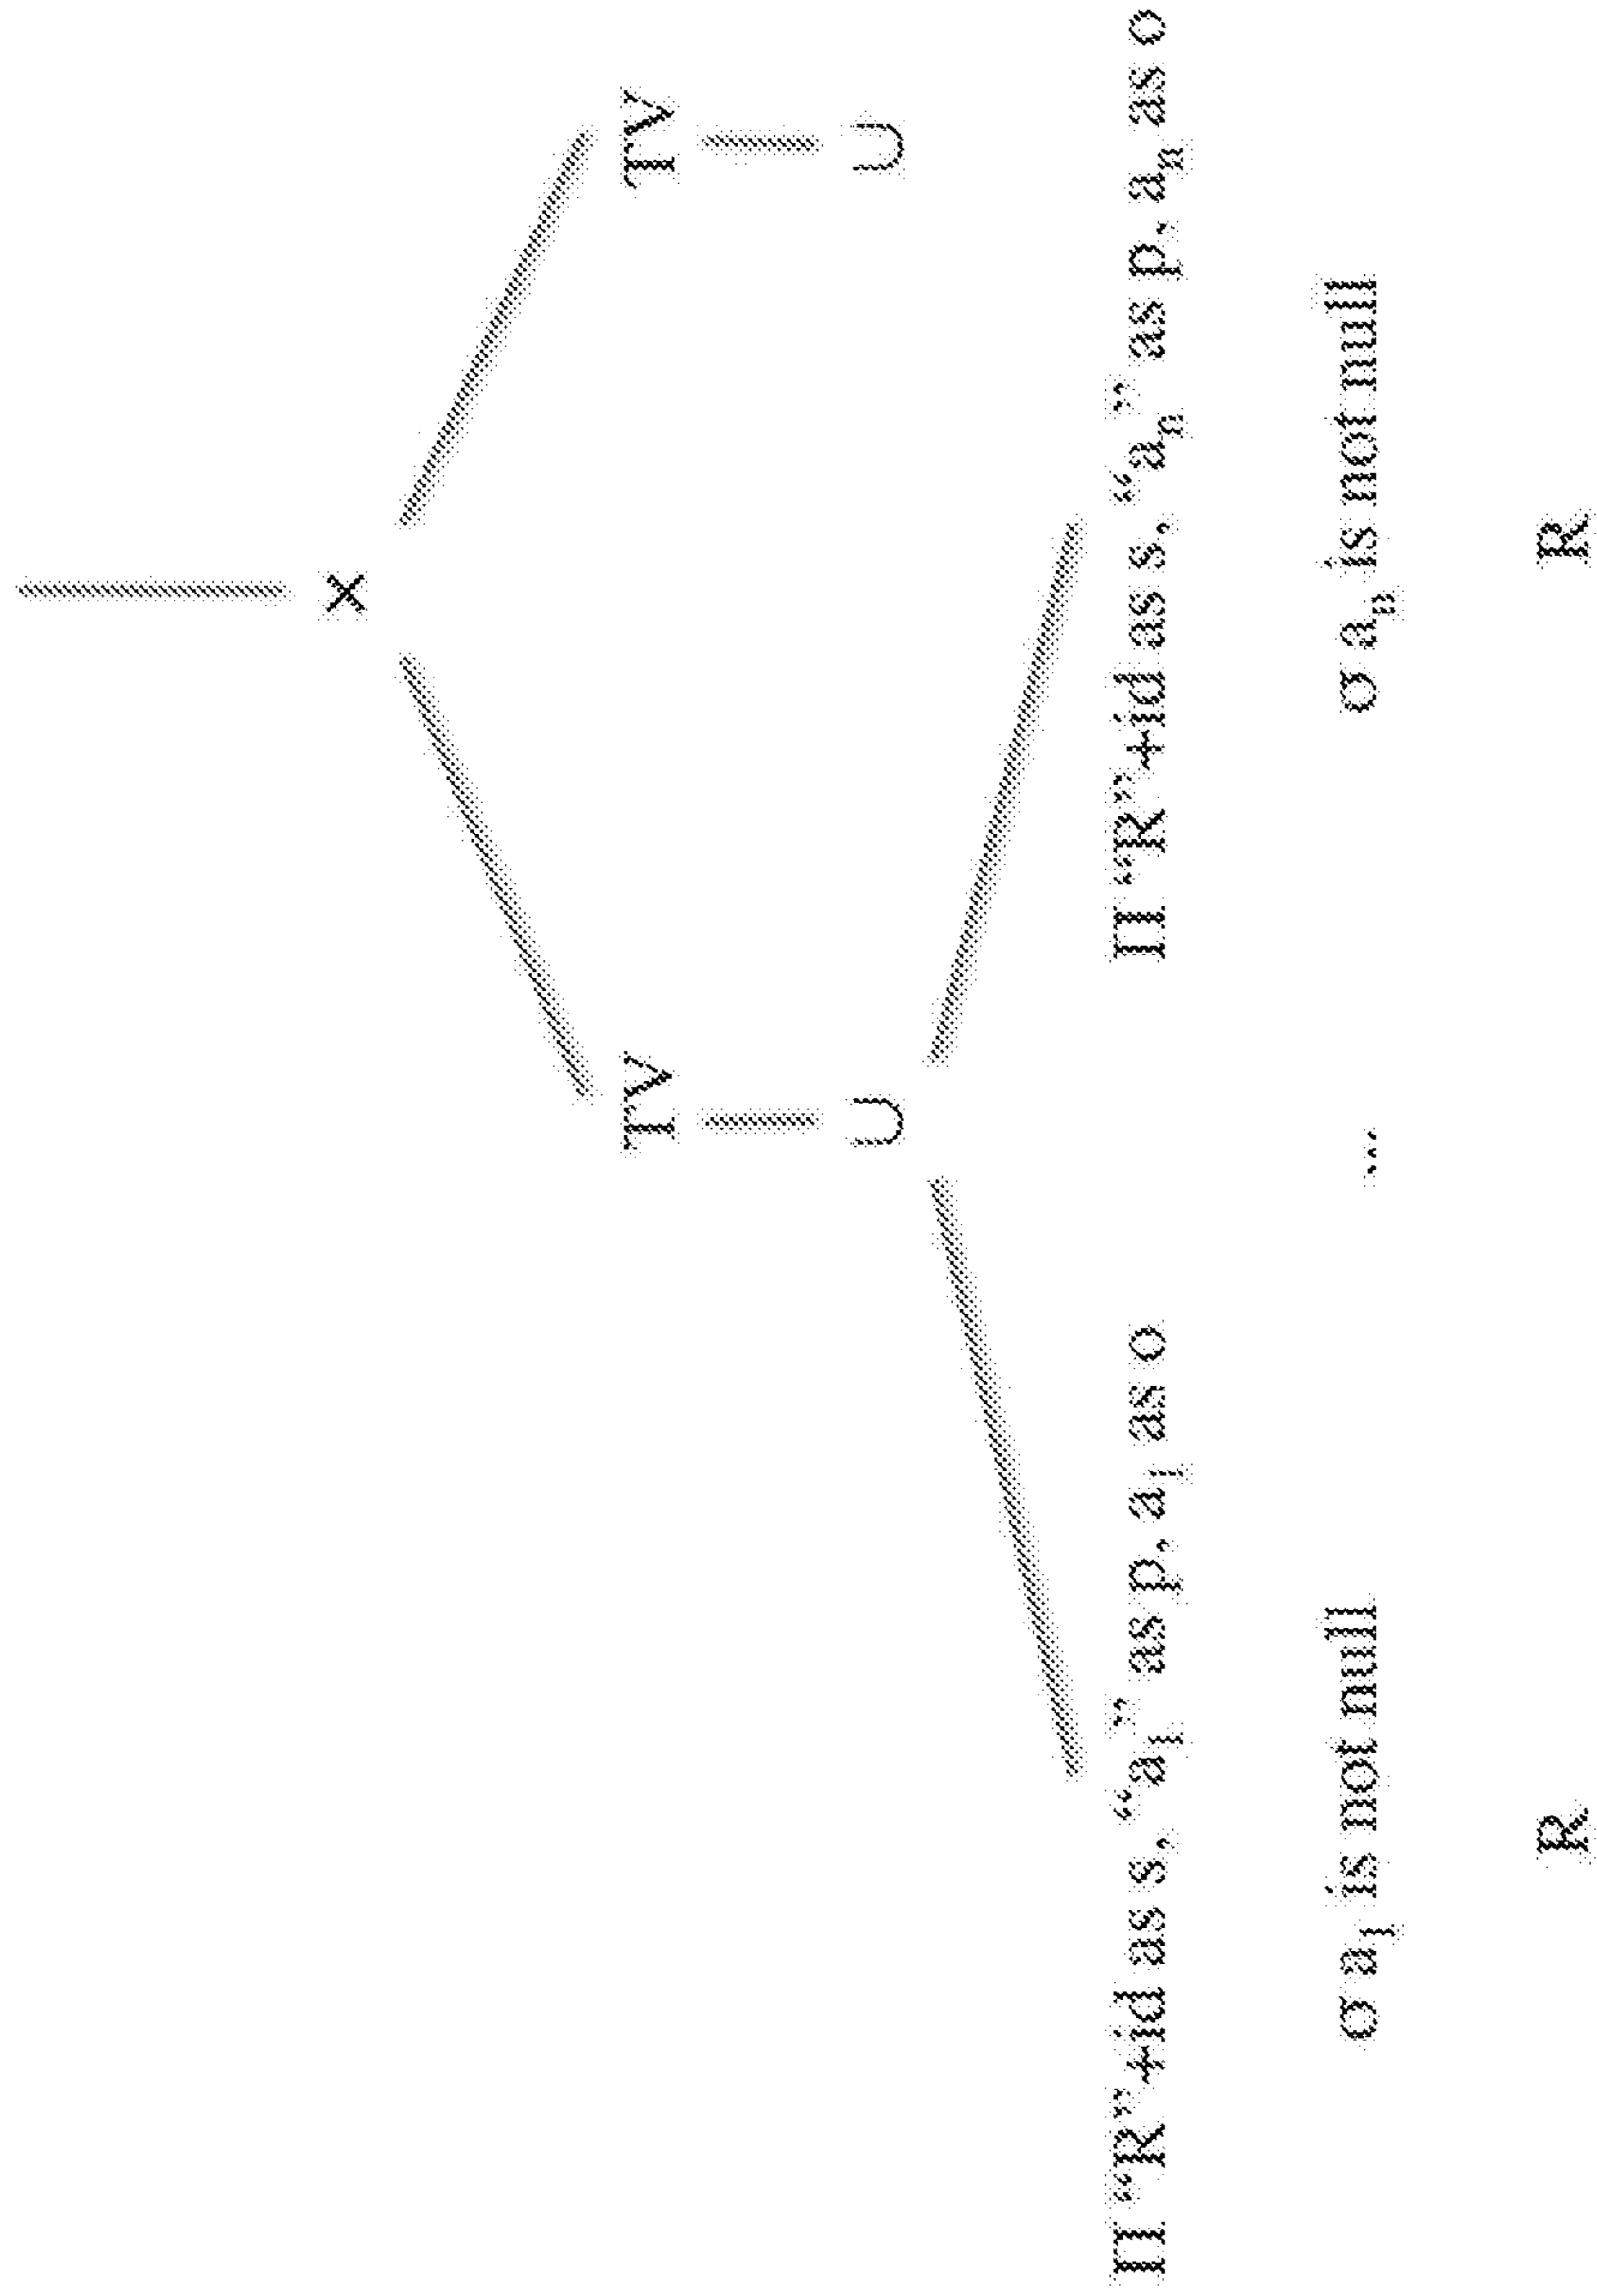 ×
TV TV
∪ ∪
Π “R”+id as s, “a₁” as p, a₁ as o Π “R”+id as s, “aₙ” as p, aₙ as o
σ a₁ is not null ... σ aₙ is not null
R R